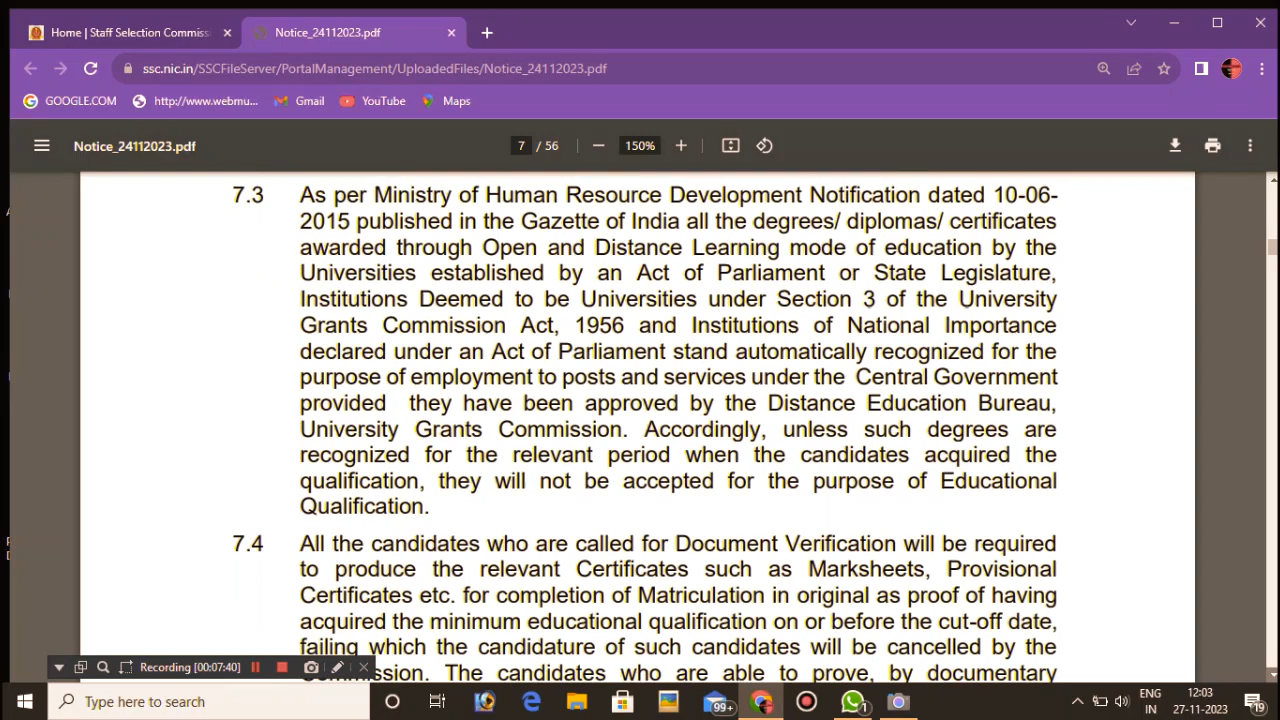 Home | Staff Selection Commiss
Notice_24112023.pdf
ssc.nic.in/SSCFileServer/PortalManagement/UploadedFiles/Notice_24112023.pdf
GOOGLE.COM
http://www.webmu...
Gmail
YouTube
Maps
Notice_24112023.pdf
7 / 56
150%
7.3 As per Ministry of Human Resource Development Notification dated 10-06-
2015 published in the Gazette of India all the degrees/ diplomas/ certificates
awarded through Open and Distance Learning mode of education by the
Universities established by an Act of Parliament or State Legislature,
Institutions Deemed to be Universities under Section 3 of the University
Grants Commission Act, 1956 and Institutions of National Importance
declared under an Act of Parliament stand automatically recognized for the
purpose of employment to posts and services under the Central Government
provided they have been approved by the Distance Education Bureau,
University Grants Commission. Accordingly, unless such degrees are
recognized for the relevant period when the candidates acquired the
qualification, they will not be accepted for the purpose of Educational
Qualification.
7.4 All the candidates who are called for Document Verification will be required
to produce the relevant Certificates such as Marksheets, Provisional
Certificates etc. for completion of Matriculation in original as proof of having
acquired the minimum educational qualification on or before the cut-off date,
failing which the candidature of such candidates will be cancelled by the
The candidates who are able to prove, by documentary
Recording [00:07:40]
Type here to search
99+
1
ENG
IN
12:03
27-11-2023
19